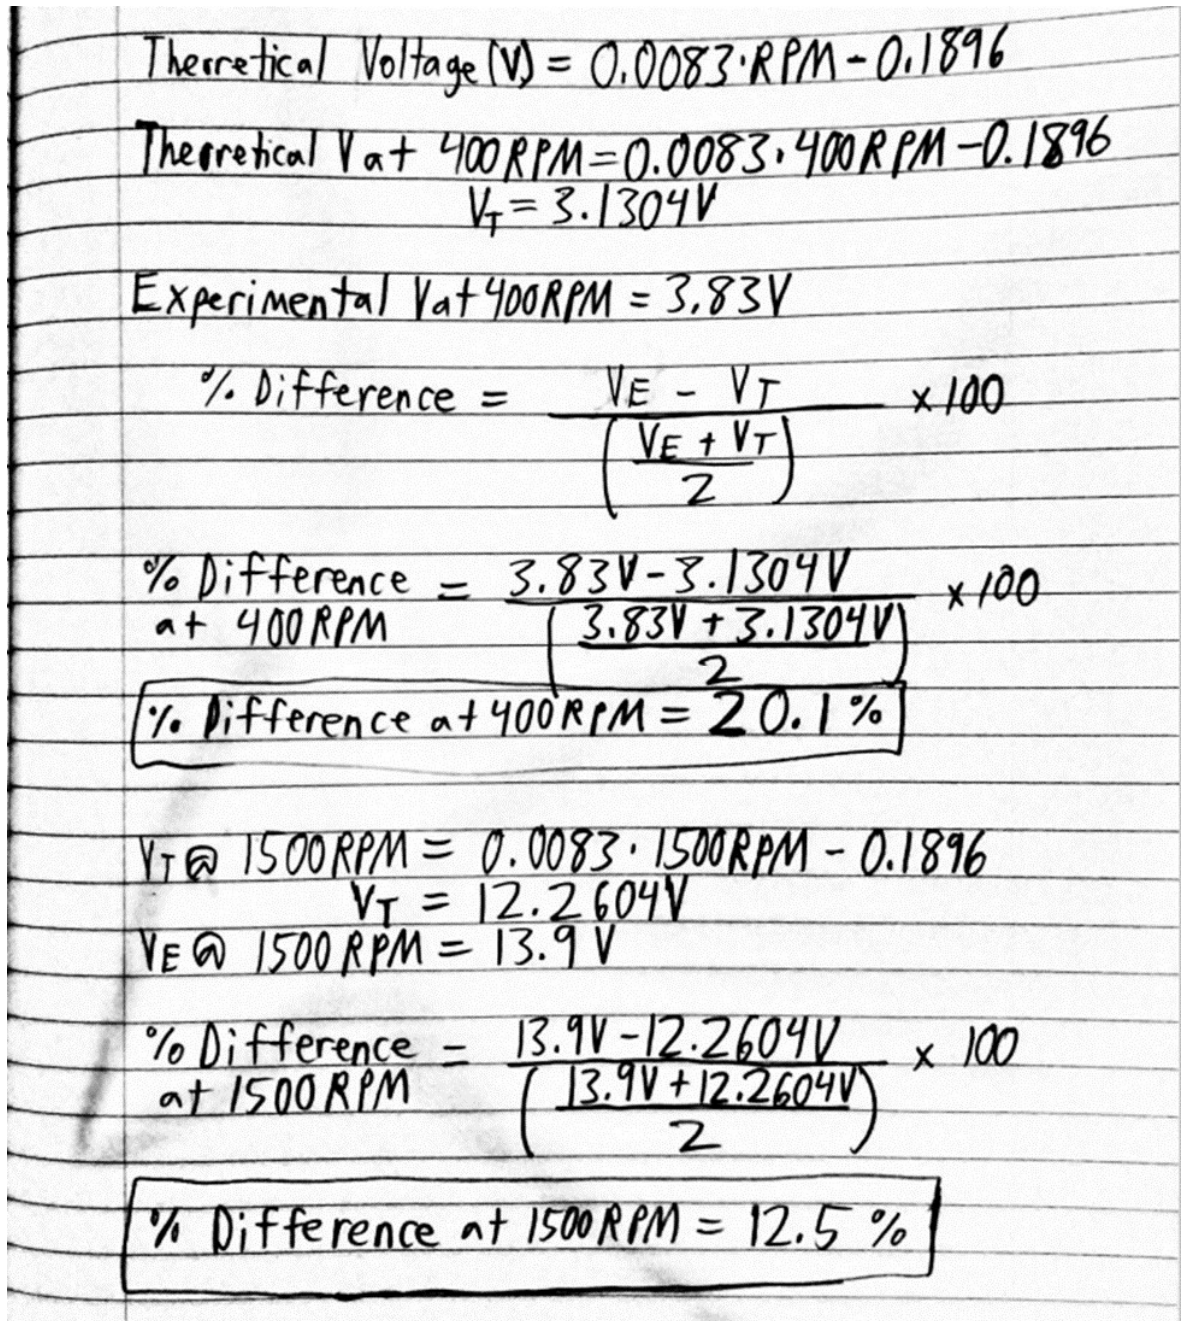 Theoretical Voltage (V) = 0.0083·RPM - 0.1896
Theoretical V at 400 RPM = 0.0083·400 RPM - 0.1896
V_T = 3.1304V
Experimental V at 400 RPM = 3.83V
% Difference = (V_E - V_T) / ((V_E + V_T) / 2) × 100
% Difference at 400 RPM = (3.83V - 3.1304V) / ((3.83V + 3.1304V) / 2) × 100
% Difference at 400 RPM = 20.1 %
V_T @ 1500 RPM = 0.0083·1500 RPM - 0.1896
V_T = 12.2604V
V_E @ 1500 RPM = 13.9 V
% Difference at 1500 RPM = (13.9V - 12.2604V) / ((13.9V + 12.2604V) / 2) × 100
% Difference at 1500 RPM = 12.5 %